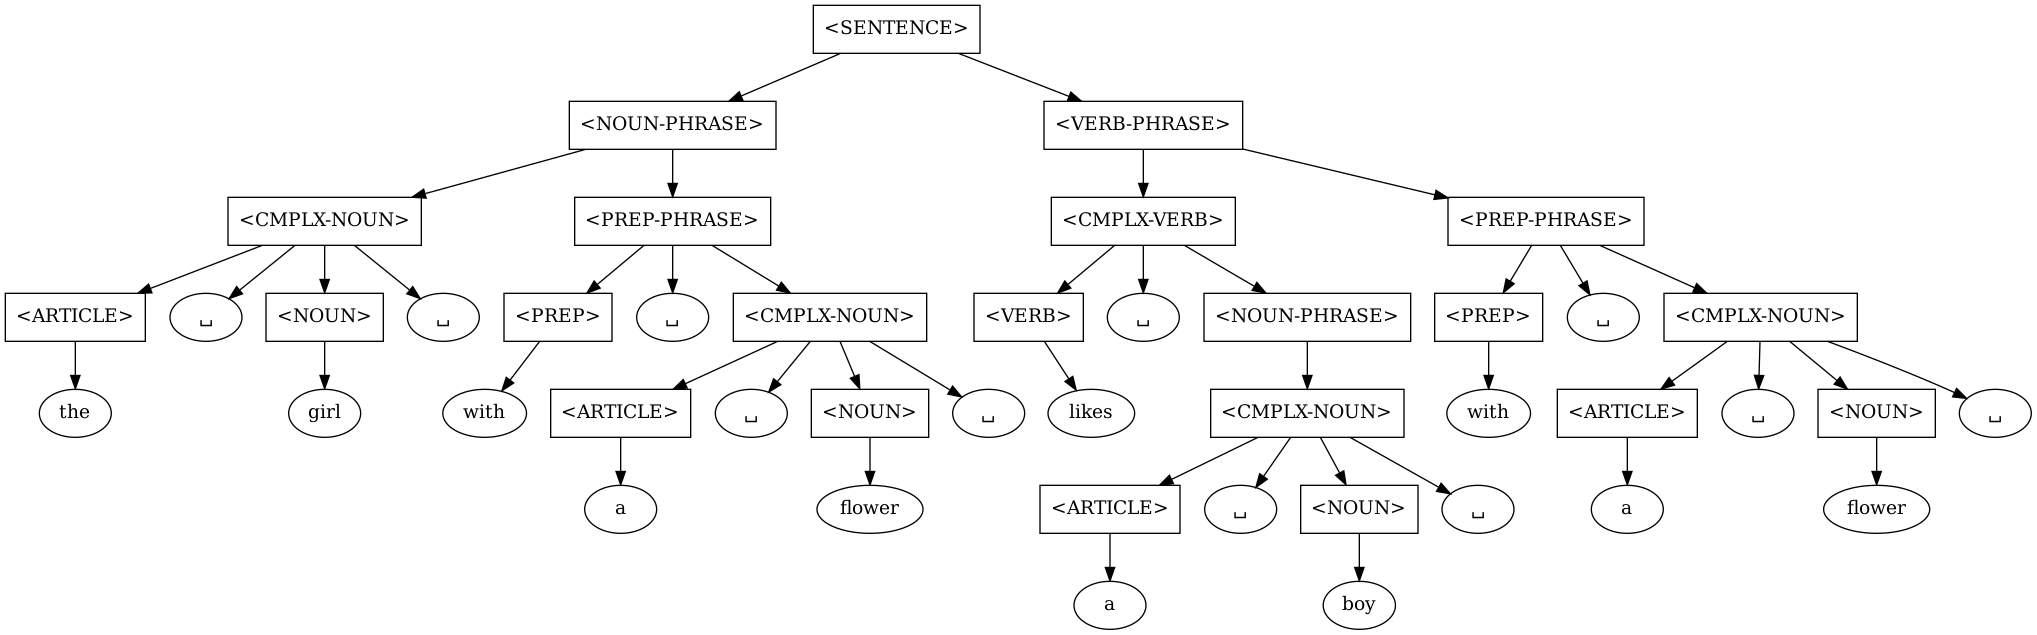 <SENTENCE>
<NOUN-PHRASE> <VERB-PHRASE>
<CMPLX-NOUN> <PREP-PHRASE> <CMPLX-VERB> <PREP-PHRASE>
<ARTICLE> ␣ <NOUN> ␣ <PREP> ␣ <CMPLX-NOUN> <VERB> ␣ <NOUN-PHRASE> <PREP> ␣ <CMPLX-NOUN>
the girl with <ARTICLE> ␣ <NOUN> ␣ likes <CMPLX-NOUN> with <ARTICLE> ␣ <NOUN> ␣
a flower <ARTICLE> ␣ <NOUN> ␣ a flower
a boy